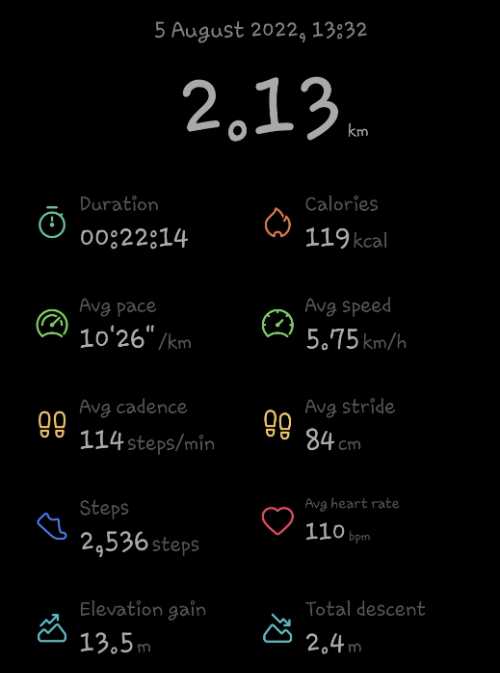 5 August 2022, 13:32
2.13 km
Duration
00:22:14
Calories
119 kcal
Avg pace
10'26" /km
Avg speed
5.75 km/h
Avg cadence
114 steps/min
Avg stride
84 cm
Steps
2,536 steps
Avg heart rate
110 bpm
Elevation gain
13.5 m
Total descent
2.4 m